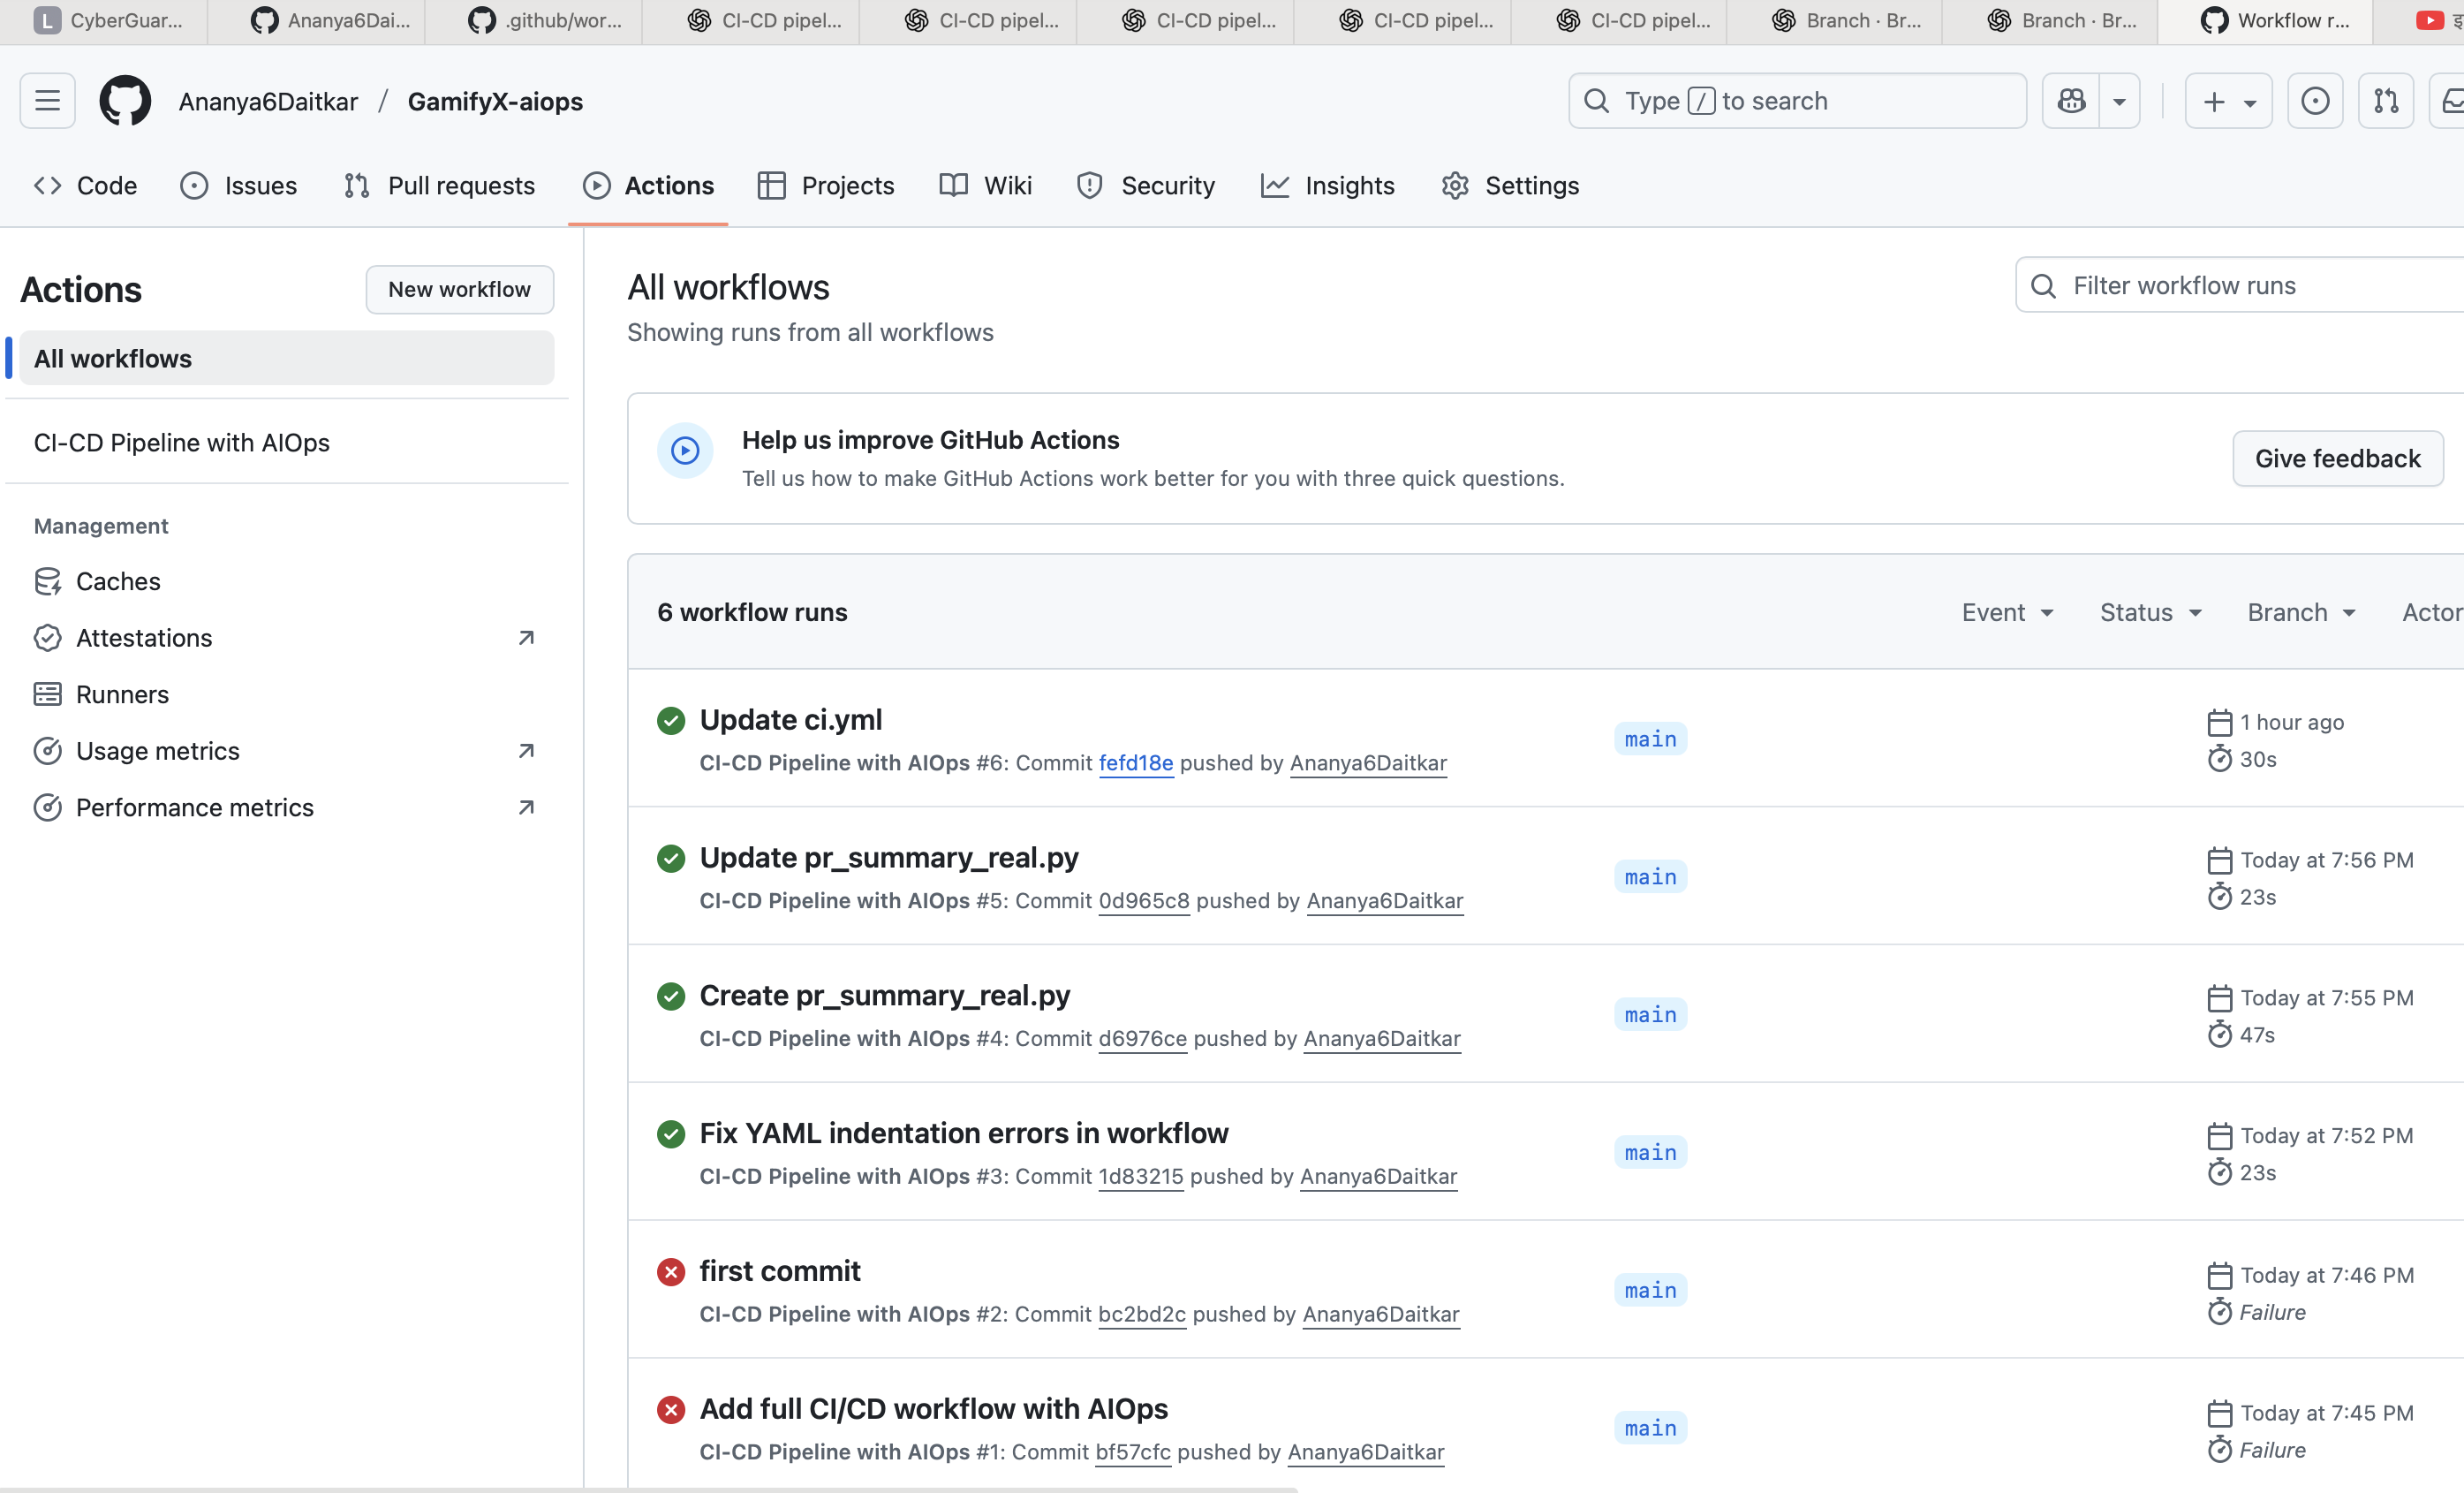 L CyberGuar...
Ananya6Dai...
.github/wor...
CI-CD pipel...
CI-CD pipel...
CI-CD pipel...
CI-CD pipel...
CI-CD pipel...
Branch · Br...
Branch · Br...
Workflow r...
Ananya6Daitkar / GamifyX-aiops
Type / to search
Code
Issues
Pull requests
Actions
Projects
Wiki
Security
Insights
Settings
Actions
New workflow
All workflows
CI-CD Pipeline with AIOps
Management
Caches
Attestations
Runners
Usage metrics
Performance metrics
All workflows
Showing runs from all workflows
Filter workflow runs
Help us improve GitHub Actions
Tell us how to make GitHub Actions work better for you with three quick questions.
Give feedback
6 workflow runs
Event
Status
Branch
Actor
Update ci.yml
CI-CD Pipeline with AIOps #6: Commit fefd18e pushed by Ananya6Daitkar
main
1 hour ago
30s
Update pr_summary_real.py
CI-CD Pipeline with AIOps #5: Commit 0d965c8 pushed by Ananya6Daitkar
main
Today at 7:56 PM
23s
Create pr_summary_real.py
CI-CD Pipeline with AIOps #4: Commit d6976ce pushed by Ananya6Daitkar
main
Today at 7:55 PM
47s
Fix YAML indentation errors in workflow
CI-CD Pipeline with AIOps #3: Commit 1d83215 pushed by Ananya6Daitkar
main
Today at 7:52 PM
23s
first commit
CI-CD Pipeline with AIOps #2: Commit bc2bd2c pushed by Ananya6Daitkar
main
Today at 7:46 PM
Failure
Add full CI/CD workflow with AIOps
CI-CD Pipeline with AIOps #1: Commit bf57cfc pushed by Ananya6Daitkar
main
Today at 7:45 PM
Failure